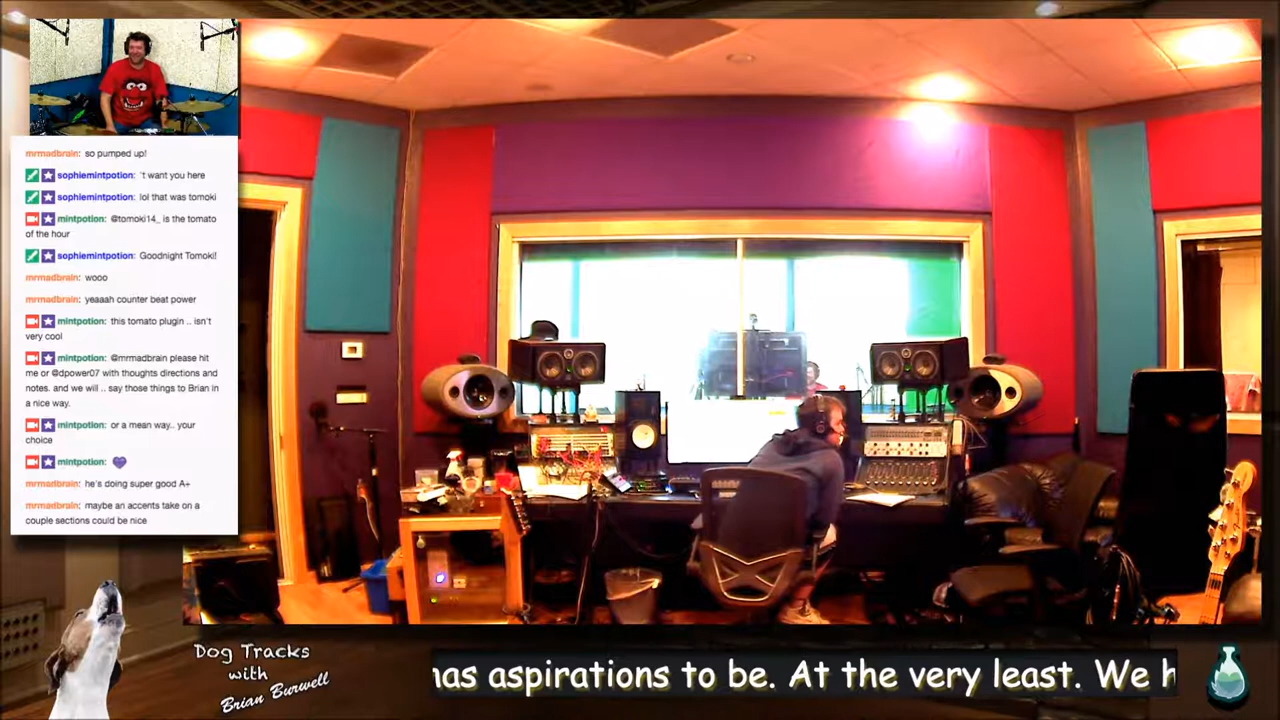 mrmadbrain: so pumped up!
sophiemintpotion: 't want you here
sophiemintpotion: lol that was tomoki
mintpotion: @tomoki14_ is the tomato
of the hour
sophiemintpotion: Goodnight Tomoki!
mrmadbrain: wooo
mrmadbrain: yeaaah counter beat power
mintpotion: this tomato plugin .. isn't
very cool
mintpotion: @mrmadbrain please hit
me or @dpower07 with thoughts directions and
notes. and we will .. say those things to Brian in
a nice way.
mintpotion: or a mean way.. your
choice
mintpotion: 💜
mrmadbrain: he's doing super good A+
mrmadbrain: maybe an accents take on a
couple sections could be nice
Dog Tracks
with
Brian Burwell
has aspirations to be. At the very least. We h